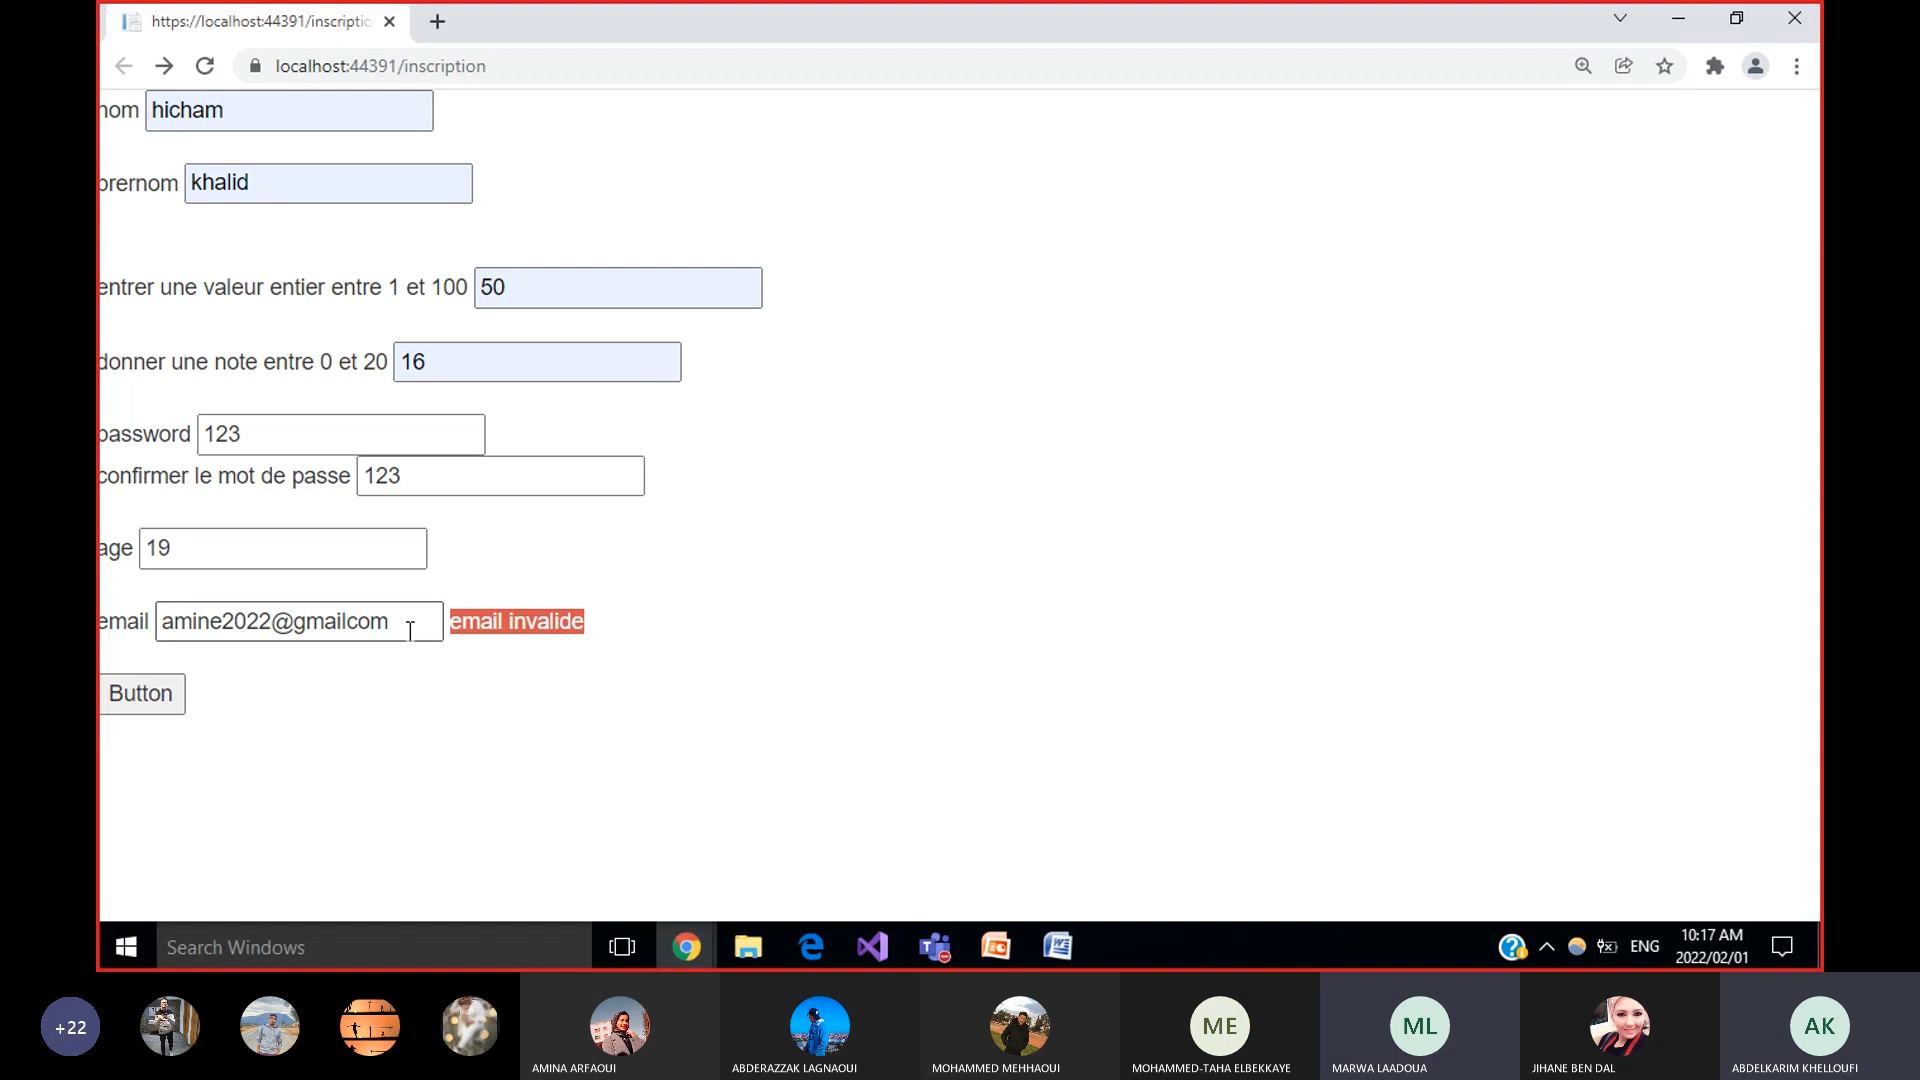 https://localhost:44391/inscriptio
localhost:44391/inscription
nom hicham
prernom khalid
entrer une valeur entier entre 1 et 100 50
donner une note entre 0 et 20 16
password 123
confirmer le mot de passe 123
age 19
email amine2022@gmailcom email invalide
Button
Search Windows
ENG
10:17 AM
2022/02/01
+22
ME
ML
AK
AMINA ARFAOUI
ABDERAZZAK LAGNAOUI
MOHAMMED MEHHAOUI
MOHAMMED-TAHA ELBEKKAYE
MARWA LAADOUA
JIHANE BEN DAL
ABDELKARIM KHELLOUFI